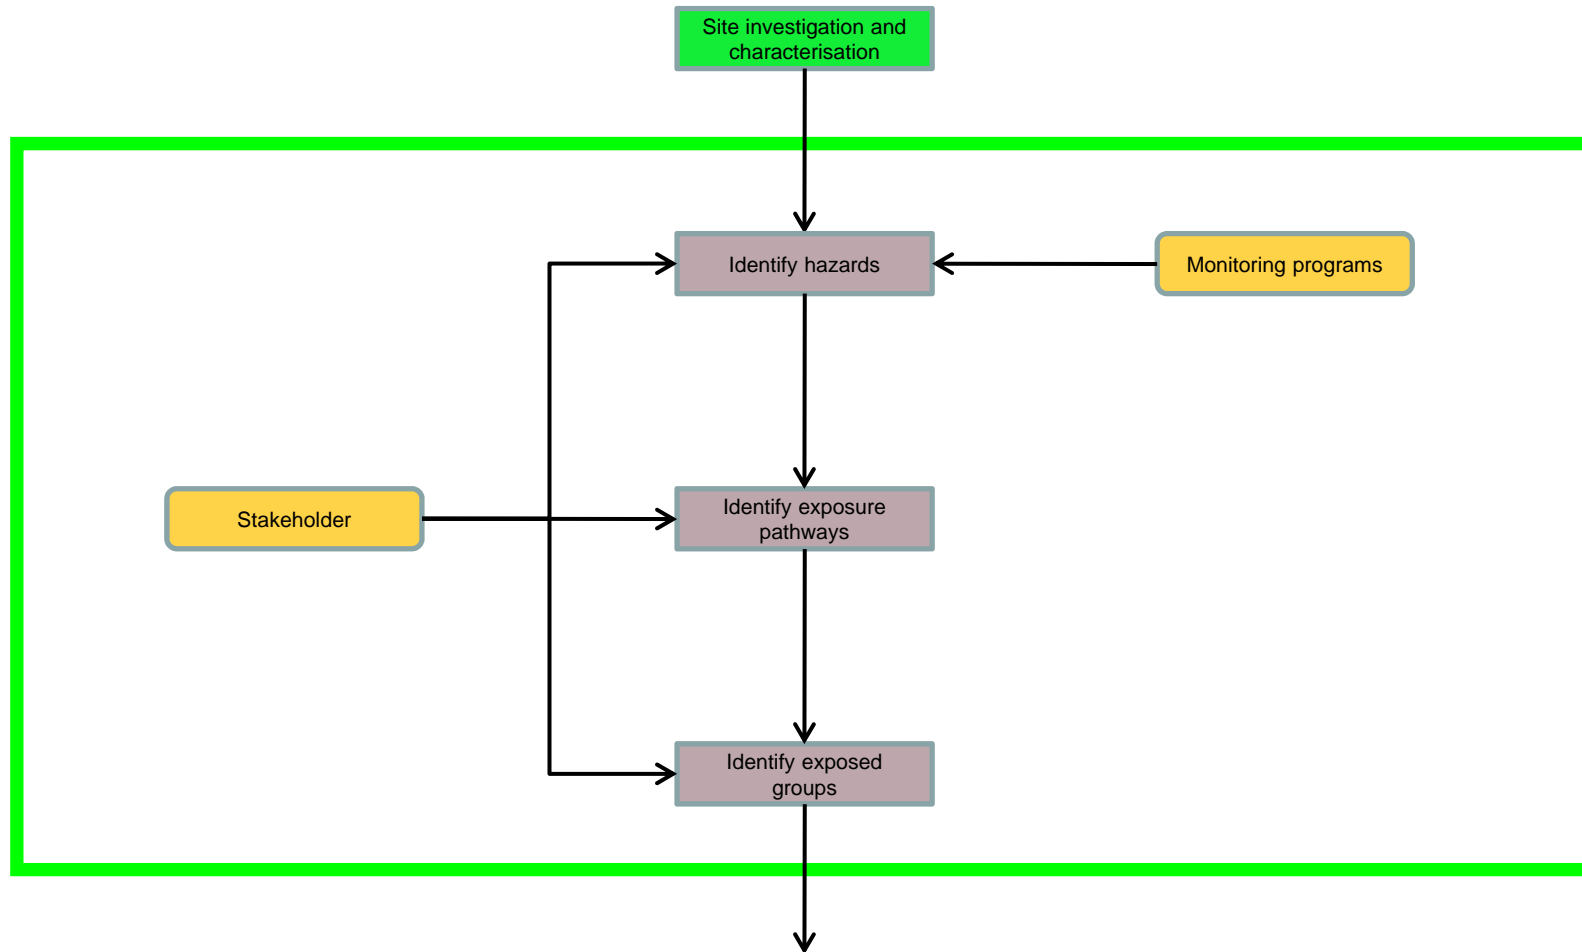 Site investigation and
characterisation
Identify hazards
Monitoring programs
Stakeholder
Identify exposure
pathways
Identify exposed
groups